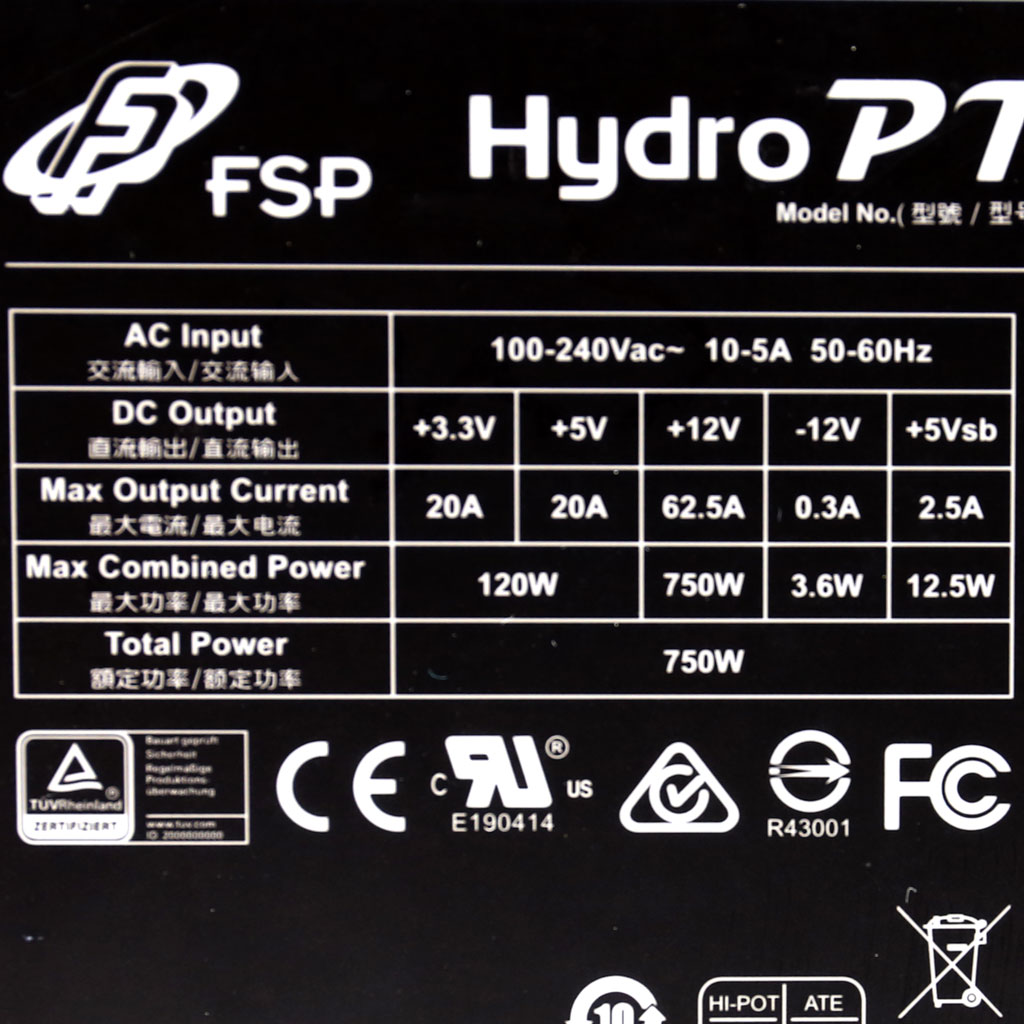 FSP
Hydro PT
Model No.( 型號 / 型号
AC Input
交流輸入/交流输入
100-240Vac~ 10-5A 50-60Hz
DC Output
直流輸出/直流输出
+3.3V +5V +12V -12V +5Vsb
Max Output Current
最大電流/最大电流
20A 20A 62.5A 0.3A 2.5A
Max Combined Power
最大功率/最大功率
120W 750W 3.6W 12.5W
Total Power
額定功率/额定功率
750W
TÜVRheinland
ZERTIFIZIERT
Bauart geprüft
Sicherheit
Regelmäßige
Produktions-
überwachung
www.tuv.com
ID 2000000000
CE
C RU ® US
E190414
R43001
FC
10
HI-POT ATE